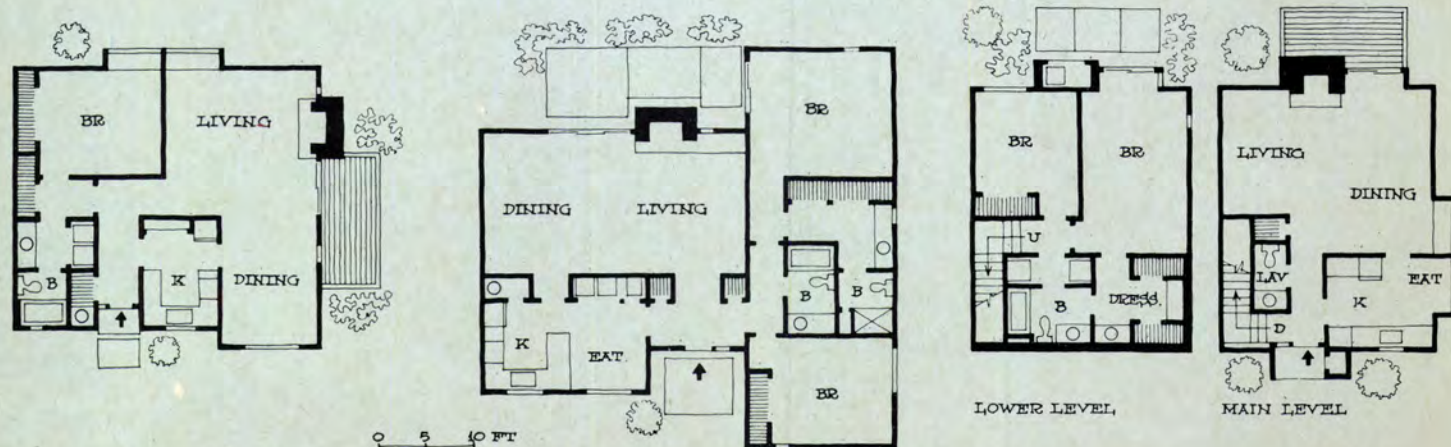 BR
LIVING
B
K
DINING
BR
DINING
LIVING
B
B
K
EAT.
BR
0 5 10 FT
BR
BR
U
B
DRESS.
LOWER LEVEL
LIVING
DINING
LAV
EAT
K
D
MAIN LEVEL